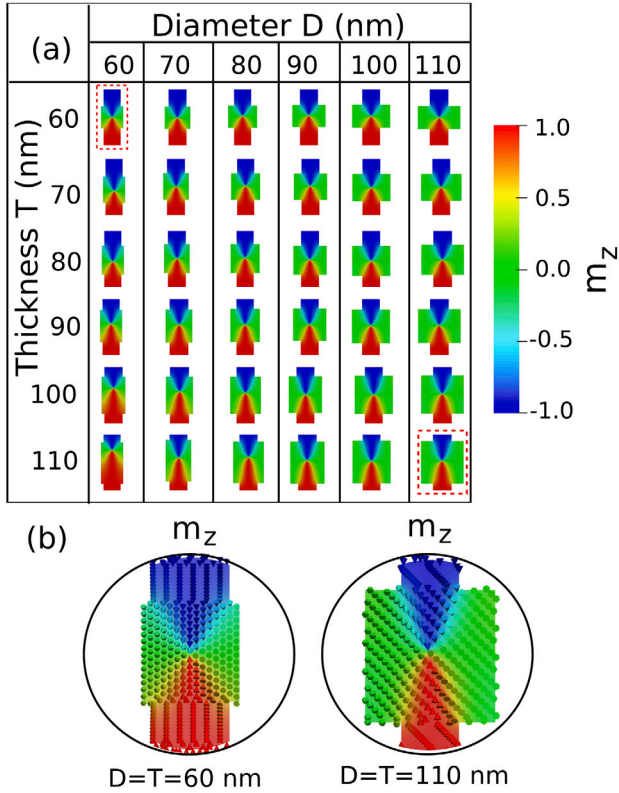 (a)
Diameter D (nm)
60 70 80 90 100 110
Thickness T (nm)
60
70
80
90
100
110
1.0
0.5
0.0
-0.5
-1.0
m_z
(b)
m_z
m_z
D=T=60 nm
D=T=110 nm